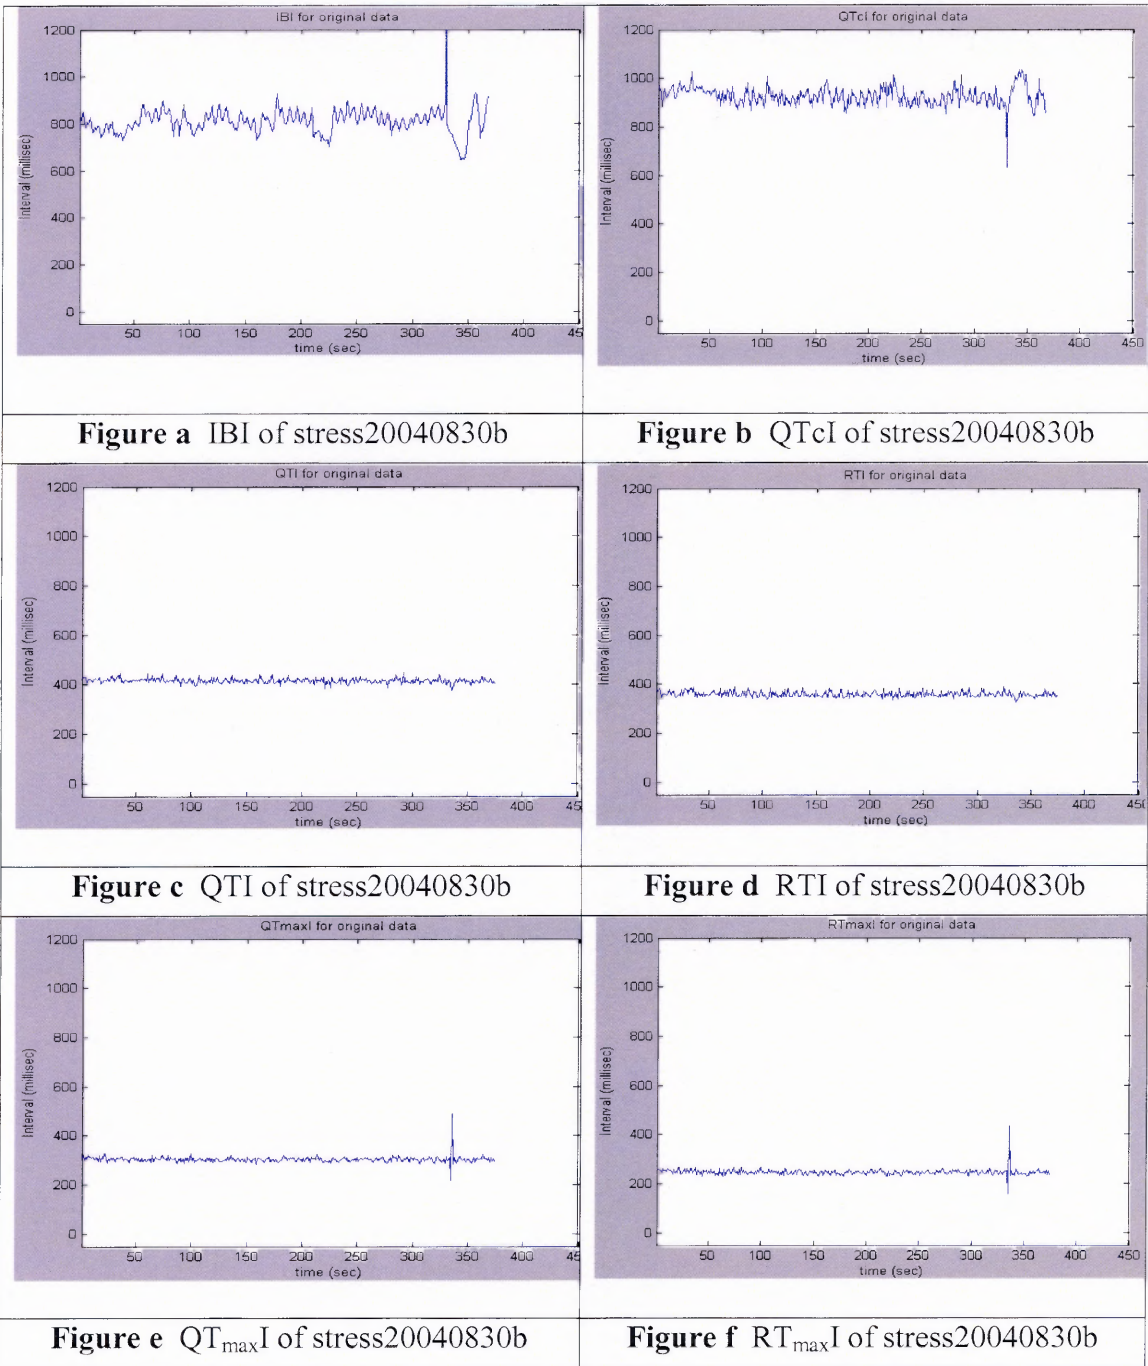 IBI for original data
Interval (millisec)
1200
1000
800
600
400
200
0
50 100 150 200 250 300 350 400 45
time (sec)
Figure a IBI of stress20040830b
QTcI for original data
Interval (millisec)
1200
1000
800
600
400
200
0
50 100 150 200 250 300 350 400 450
time (sec)
Figure b QTcI of stress20040830b
QTI for original data
Interval (millisec)
1200
1000
800
600
400
200
0
50 100 150 200 250 300 350 400 45
time (sec)
Figure c QTI of stress20040830b
RTI for original data
Interval (millisec)
1200
1000
800
600
400
200
0
50 100 150 200 250 300 350 400 450
time (sec)
Figure d RTI of stress20040830b
QTmaxI for original data
Interval (millisec)
1200
1000
800
600
400
200
0
50 100 150 200 250 300 350 400 45
time (sec)
Figure e QTmaxI of stress20040830b
RTmaxI for original data
Interval (millisec)
1200
1000
800
600
400
200
0
50 100 150 200 250 300 350 400 450
time (sec)
Figure f RTmaxI of stress20040830b